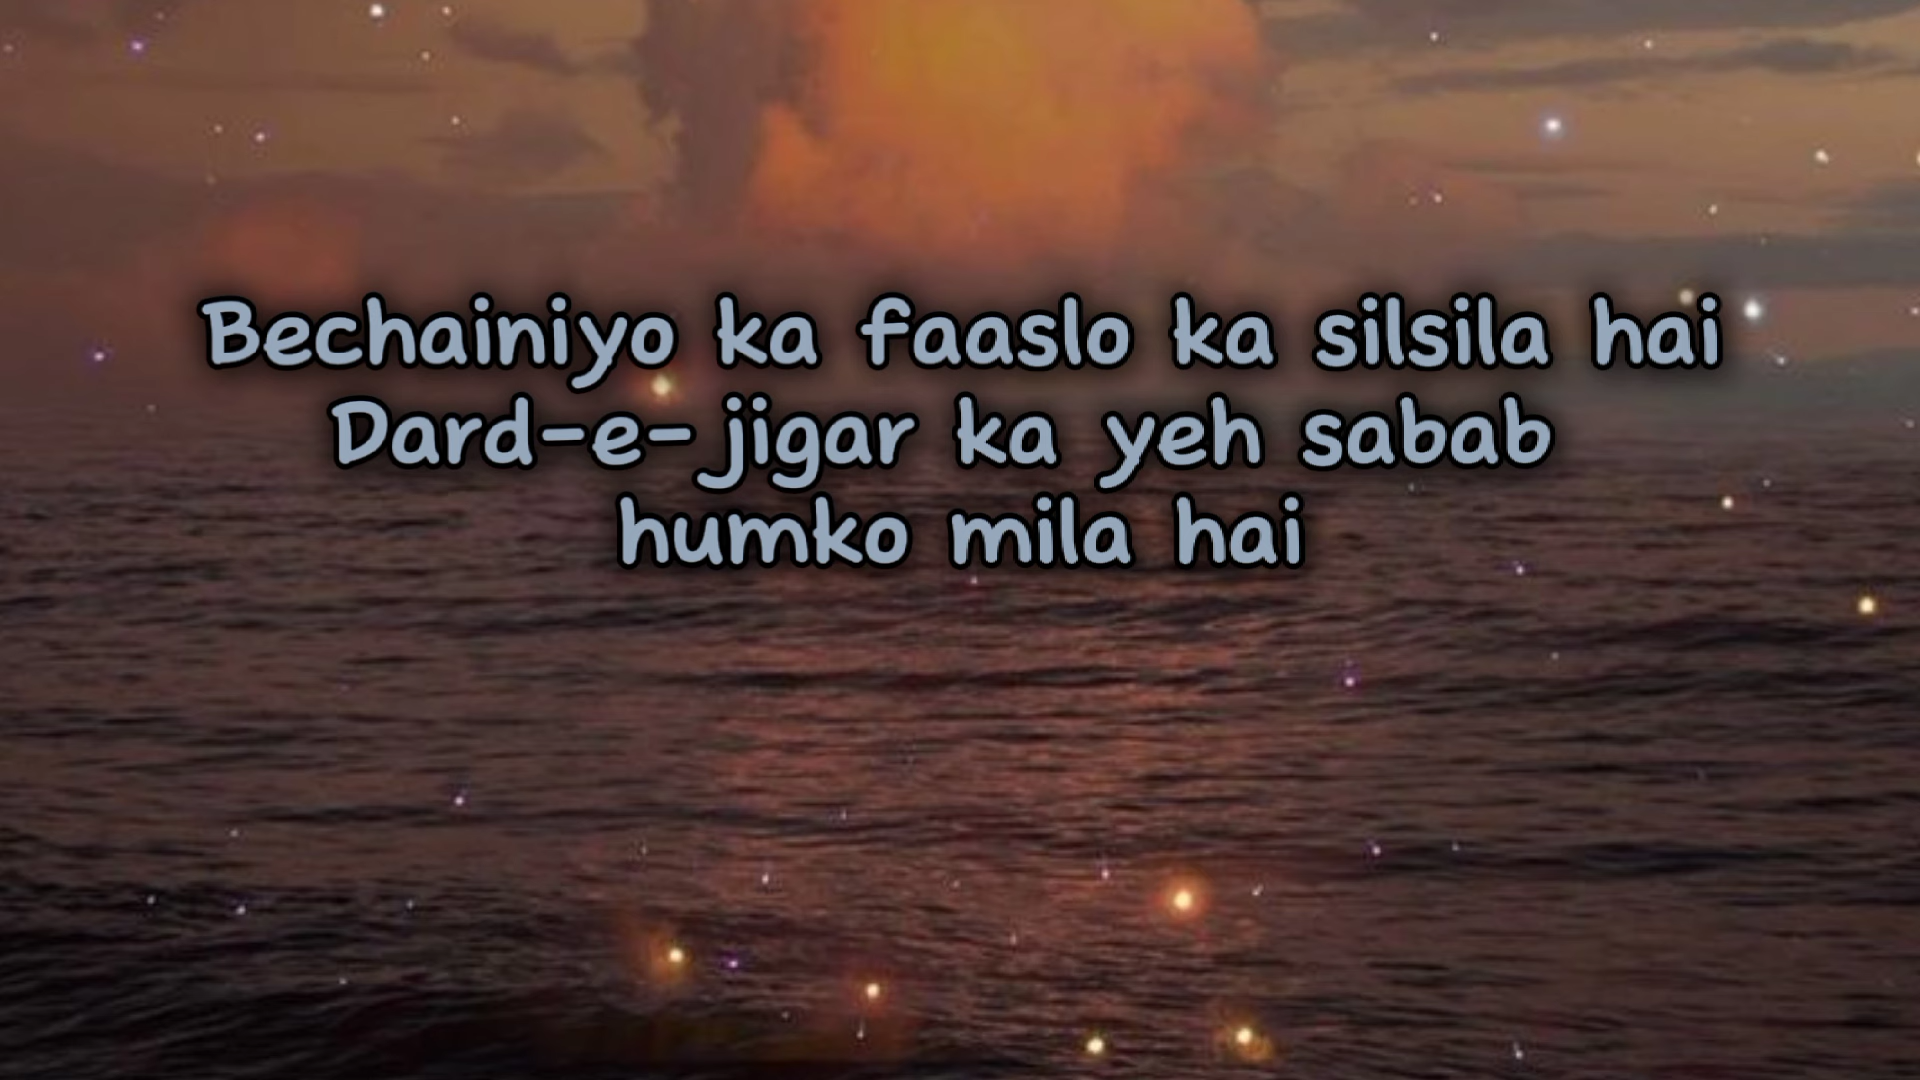 Bechainiyo ka faaslo ka silsila hai
Dard-e-jigar ka yeh sabab
humko mila hai